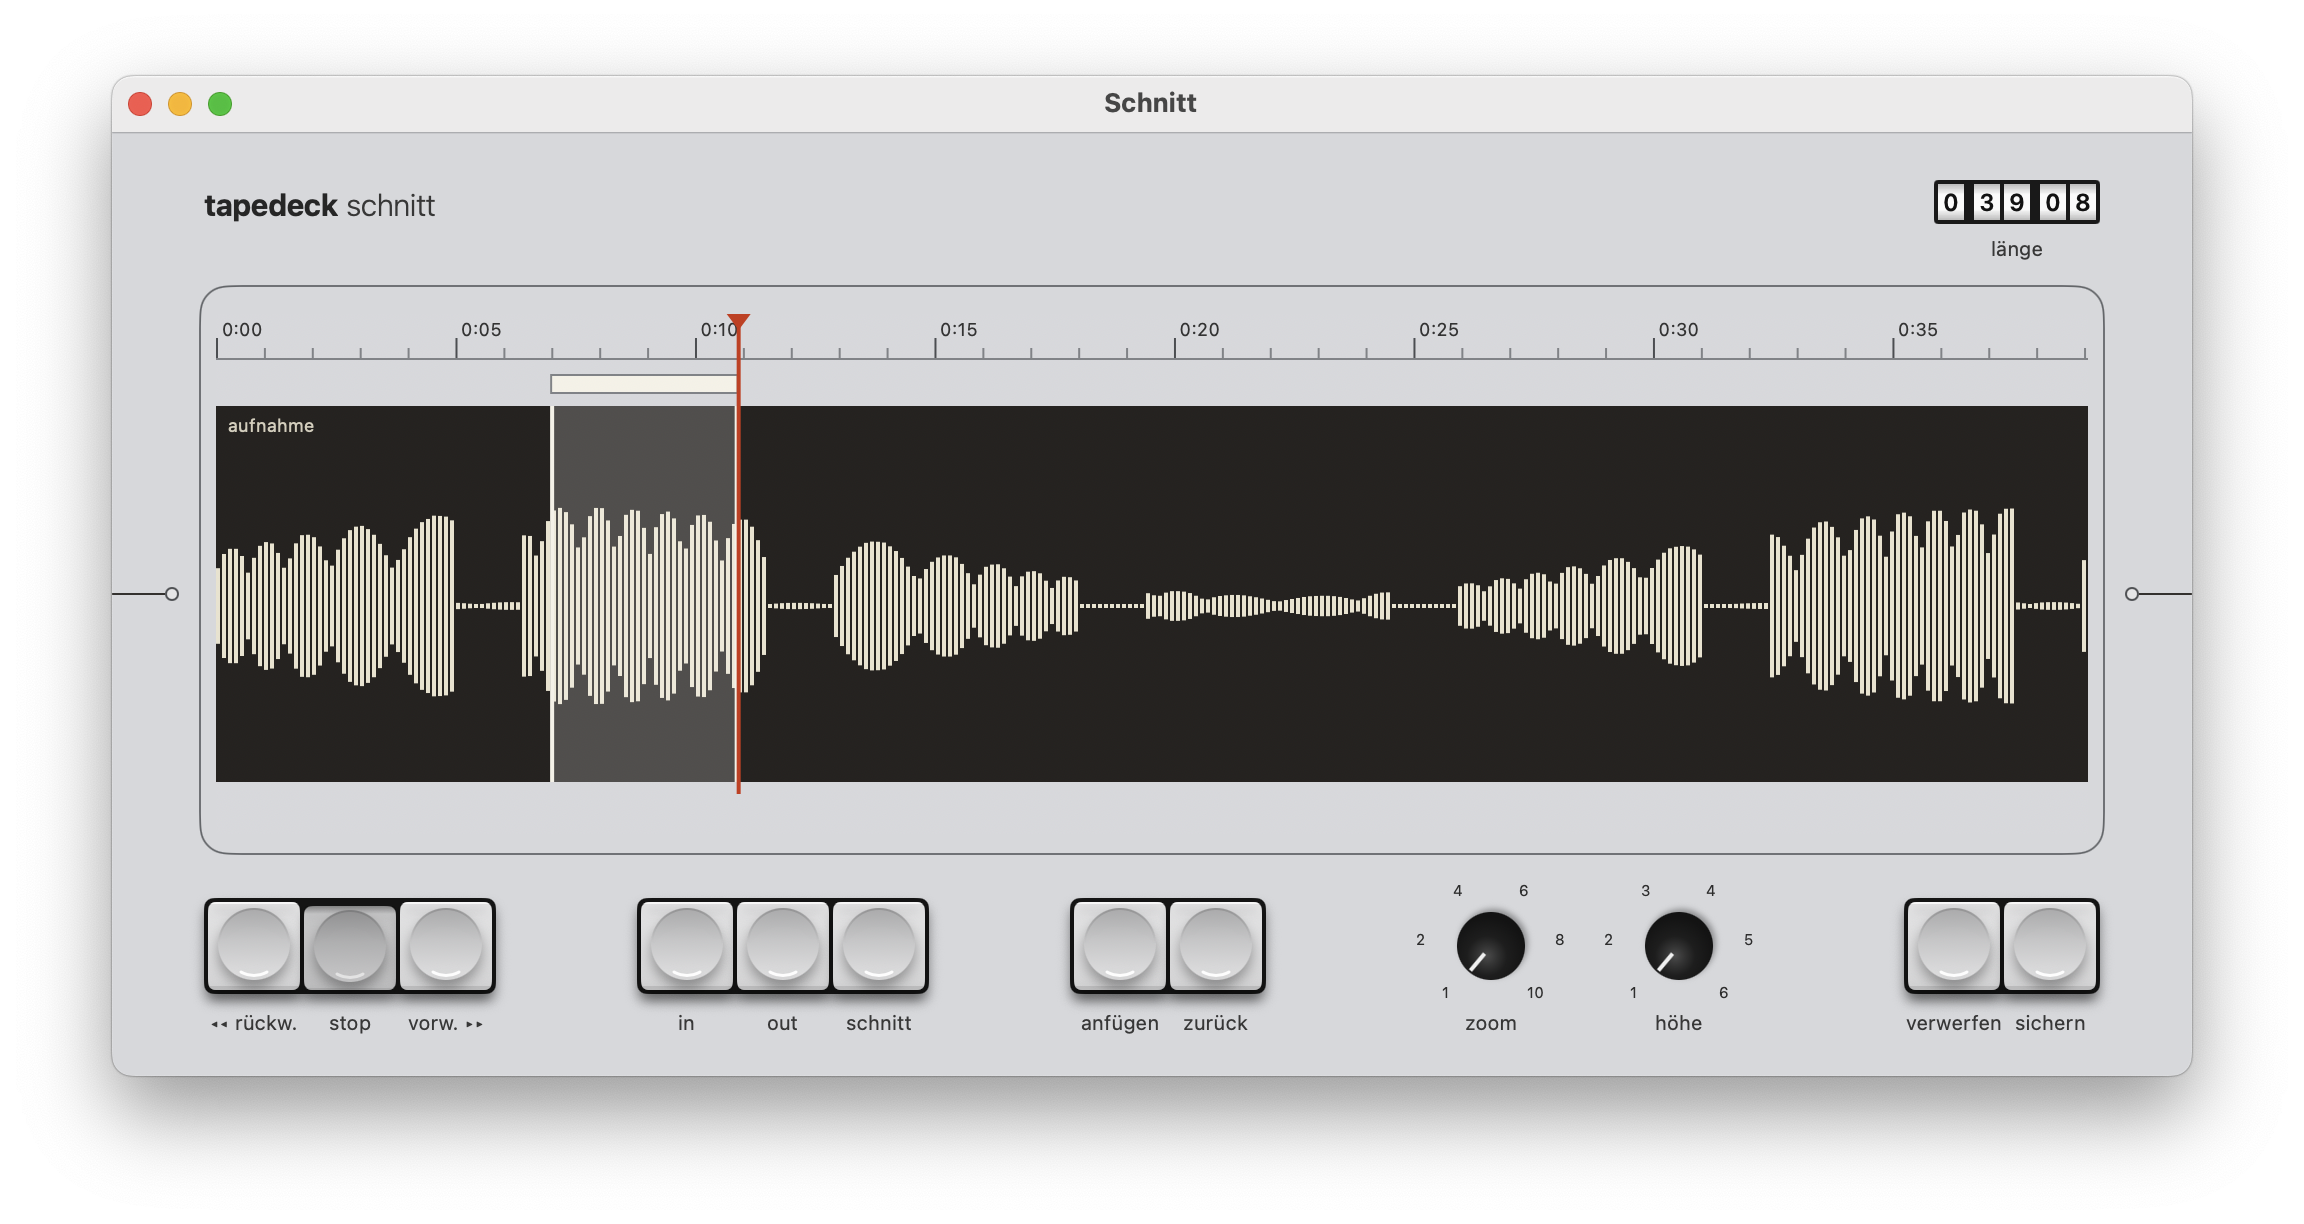 Schnitt
tapedeck schnitt
0 3 9 0 8
länge
0:00 0:05 0:10 0:15 0:20 0:25 0:30 0:35
aufnahme
4 6 3 4
2 8 2 5
1 10 1 6
◂◂ rückw. stop vorw. ▸▸ in out schnitt anfügen zurück zoom höhe verwerfen sichern